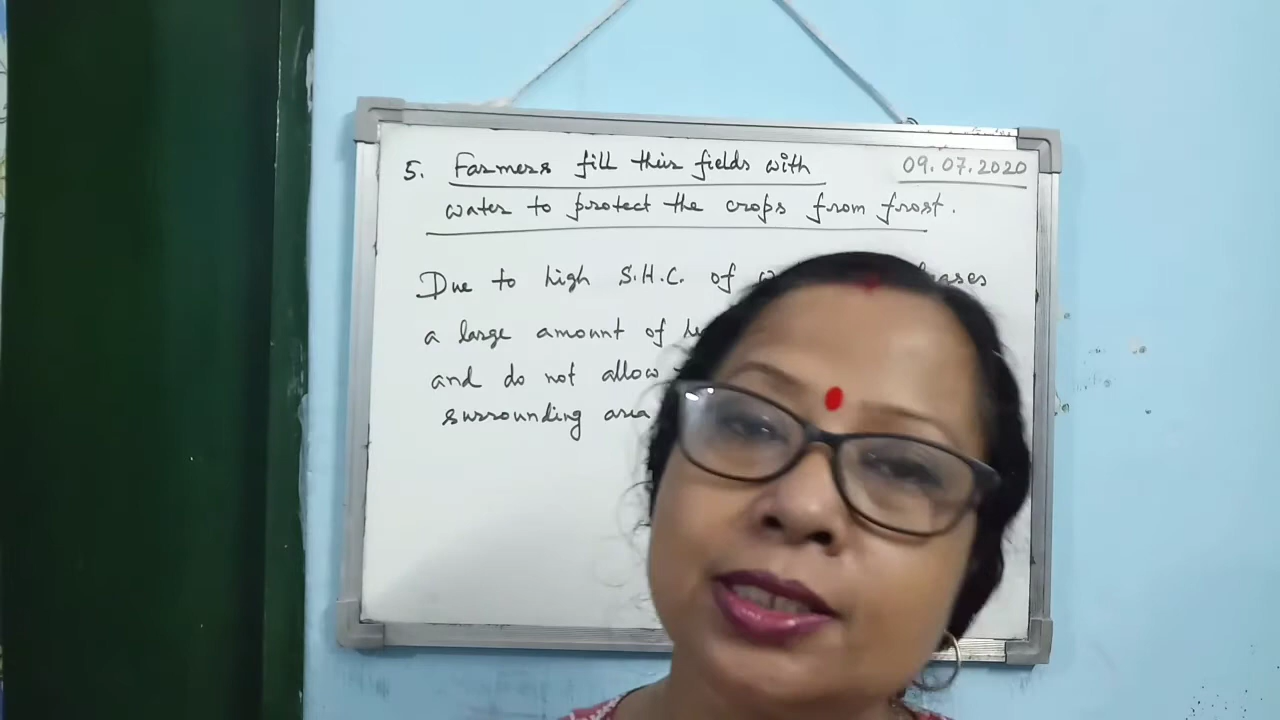 5. Farmers fill their fields with
09.07.2020
water to protect the crops from frost.
Due to high S.H.C. of
a large amount of
and do not allow
surrounding area